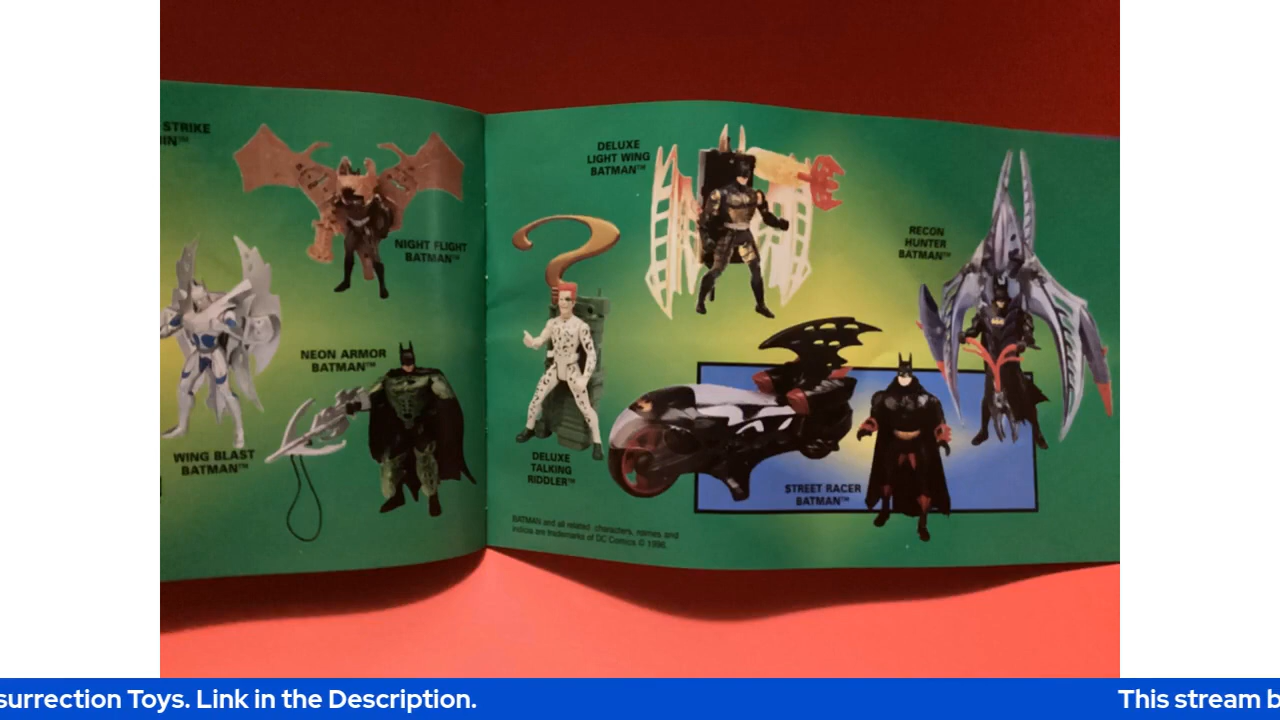 STRIKE
IN™
NIGHT FLIGHT
BATMAN™
NEON ARMOR
BATMAN™
WING BLAST
BATMAN™
DELUXE
LIGHT WING
BATMAN™
RECON
HUNTER
BATMAN™
DELUXE
TALKING
RIDDLER™
STREET RACER
BATMAN™
BATMAN and all related characters, names and
indicia are trademarks of DC Comics © 1996.
surrection Toys. Link in the Description.
This stream b